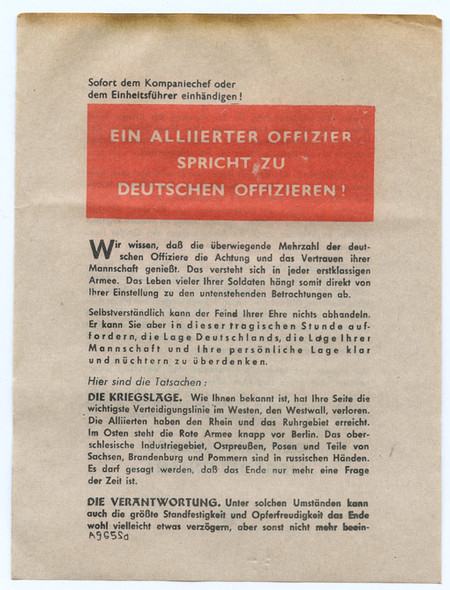 Sofort dem Kompaniechef oder
dem Einheitsführer einhändigen!
EIN ALLIIERTER OFFIZIER
SPRICHT ZU
DEUTSCHEN OFFIZIEREN!
Wir wissen, daß die überwiegende Mehrzahl der deut-
schen Offiziere die Achtung und das Vertrauen ihrer
Mannschaft genießt. Das versteht sich in jeder erstklassigen
Armee. Das Leben vieler Ihrer Soldaten hängt somit direkt von
Ihrer Einstellung zu den untenstehenden Betrachtungen ab.
Selbstverständlich kann der Feind Ihrer Ehre nichts abhandeln.
Er kann Sie aber in dieser tragischen Stunde auf-
fordern, die Lage Deutschlands, die Lage Ihrer
Mannschaft und Ihre persönliche Lage klar
und nüchtern zu überdenken.
Hier sind die Tatsachen:
DIE KRIEGSLAGE. Wie Ihnen bekannt ist, hat Ihre Seite die
wichtigste Verteidigungslinie im Westen, den Westwall, verloren.
Die Alliierten haben den Rhein und das Ruhrgebiet erreicht.
Im Osten steht die Rote Armee knapp vor Berlin. Das ober-
schlesische Industriegebiet, Ostpreußen, Posen und Teile von
Sachsen, Brandenburg und Pommern sind in russischen Händen.
Es darf gesagt werden, daß das Ende nur mehr eine Frage
der Zeit ist.
DIE VERANTWORTUNG. Unter solchen Umständen kann
auch die größte Standfestigkeit und Opferfreudigkeit das Ende
wohl vielleicht etwas verzögern, aber sonst nicht mehr beein-